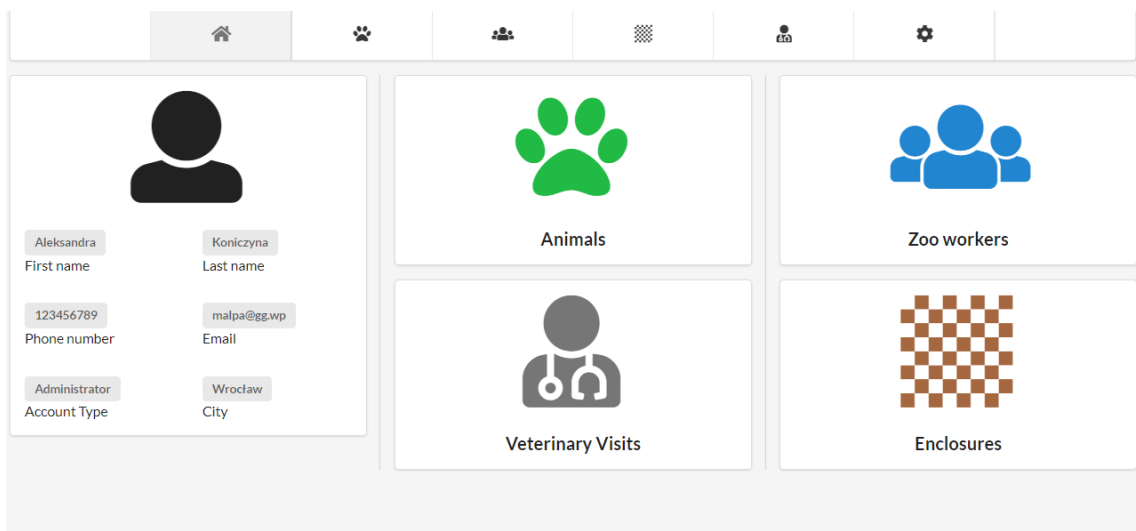 Aleksandra
First name
Koniczyna
Last name
123456789
Phone number
malpa@gg.wp
Email
Administrator
Account Type
Wrocław
City
Animals
Zoo workers
Veterinary Visits
Enclosures